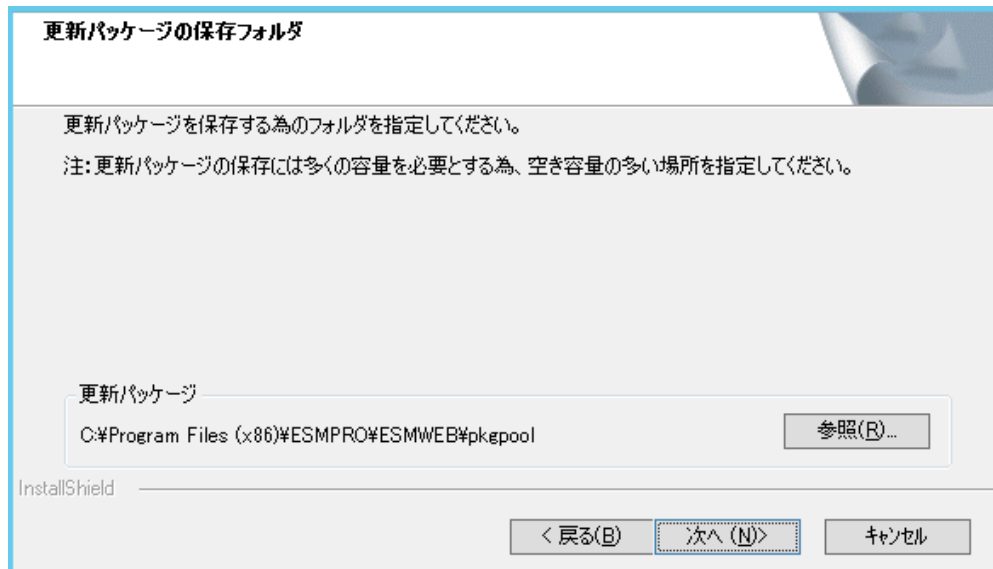 更新パッケージの保存フォルダ
更新パッケージを保存する為のフォルダを指定してください。
注：更新パッケージの保存には多くの容量を必要とする為、空き容量の多い場所を指定してください。
更新パッケージ
C:¥Program Files (x86)¥ESMPRO¥ESMWEB¥pkgpool
参照(R)...
InstallShield
< 戻る(B)
次へ (N)>
キャンセル